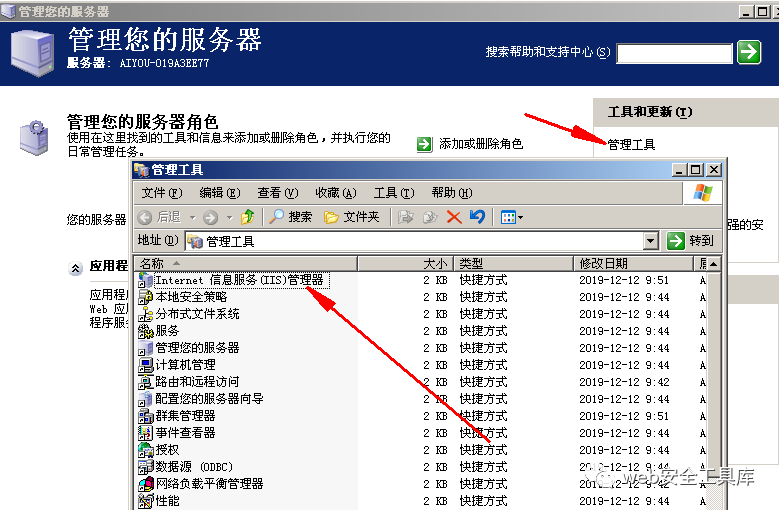 管理您的服务器
管理您的服务器
服务器: AIYOU-019A3EE77
搜索帮助和支持中心(S)
管理您的服务器角色
使用在这里找到的工具和信息来添加或删除角色，并执行您的
日常管理任务。
添加或删除角色
工具和更新(T)
管理工具
您的服务器
强的安
应用程
应用程
Web 应
程序服
管理工具
文件(F) 编辑(E) 查看(V) 收藏(A) 工具(T) 帮助(H)
后退 搜索 文件夹
地址(D) 管理工具 转到
名称 大小 类型 修改日期 属
Internet 信息服务(IIS)管理器 2 KB 快捷方式 2019-12-12 9:51 A
本地安全策略 2 KB 快捷方式 2019-12-12 9:44 A
分布式文件系统 2 KB 快捷方式 2019-12-12 9:44 A
服务 2 KB 快捷方式 2019-12-12 9:44 A
管理您的服务器 2 KB 快捷方式 2019-12-12 9:44 A
计算机管理 2 KB 快捷方式 2019-12-12 9:44 A
路由和远程访问 2 KB 快捷方式 2019-12-12 9:42 A
配置您的服务器向导 2 KB 快捷方式 2019-12-12 9:44 A
群集管理器 2 KB 快捷方式 2019-12-12 9:51 A
事件查看器 2 KB 快捷方式 2019-12-12 9:44 A
授权 2 KB 快捷方式 2019-12-12 9:44 A
数据源 (ODBC) 2 KB 快捷方式 2019-12-12 9:44 A
网络负载平衡管理器 2 KB 快捷方式 2019-12-12 9:42 A
性能 2 KB 快捷方式 2019-12-12 9:44 A
web安全工具库